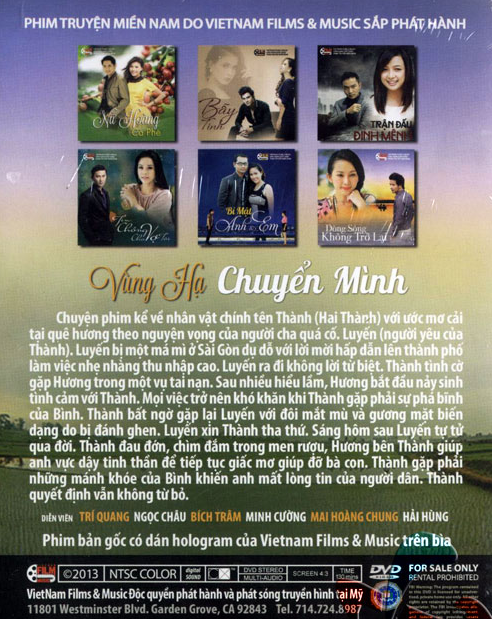 PHIM TRUYỆN MIỀN NAM DO VIETNAM FILMS & MUSIC SẮP PHÁT HÀNH
Nữ Hoàng
Cà Phê
Bẫy
Tình
TRẬN ĐẤU
ĐỊNH MỆNH
Bí Mật
Anh & Em
Dòng Sông
Không Trở Lại
Vùng Hạ Chuyển Mình
Chuyện phim kể về nhân vật chính tên Thành (Hai Thành) với ước mơ cải
tại quê hương theo nguyện vọng của người cha quá cố. Luyến (người yêu của
Thành). Luyến bị một má mì ở Sài Gòn dụ dỗ với lời mời hấp dẫn lên thành phố
làm việc nhẹ nhàng thu nhập cao. Luyến ra đi không lời từ biệt. Thành tình cờ
gặp Hương trong một vụ tai nạn. Sau nhiều hiểu lầm, Hương bắt đầu nảy sinh
tình cảm với Thành. Mọi việc trở nên khó khăn khi Thành gặp phải sự phá bĩnh
của Bình. Thành bất ngờ gặp lại Luyến với đôi mắt mù và gương mặt biến
dạng do bị đánh ghen. Luyến xin Thành tha thứ. Sáng hôm sau Luyến tự tử
qua đời. Thành đau đớn, chìm đắm trong men rượu, Hương bên Thành giúp
anh vực dậy tinh thần để tiếp tục giấc mơ giúp đỡ bà con. Thành gặp phải
những mánh khóe của Bình khiến anh mất lòng tin của người dân. Thành
quyết định vẫn không từ bỏ.
DIỄN VIÊN TRÍ QUANG NGỌC CHÂU BÍCH TRÂM MINH CƯỜNG MAI HOÀNG CHUNG HẢI HÙNG
Phim bản gốc có dán hologram của Vietnam Films & Music trên bìa
FILM ©2013 NTSC COLOR digital SOUND DVD STEREO MULTI-AUDIO SCREEN 4:3 TIME DVD FOR SALE ONLY
RENTAL PROHIBITED
VietNam Films & Music Độc quyền phát hành và phát sóng truyền hình tại Mỹ
11801 Westminster Blvd. Garden Grove, CA 92843 Tel. 714.724.8987